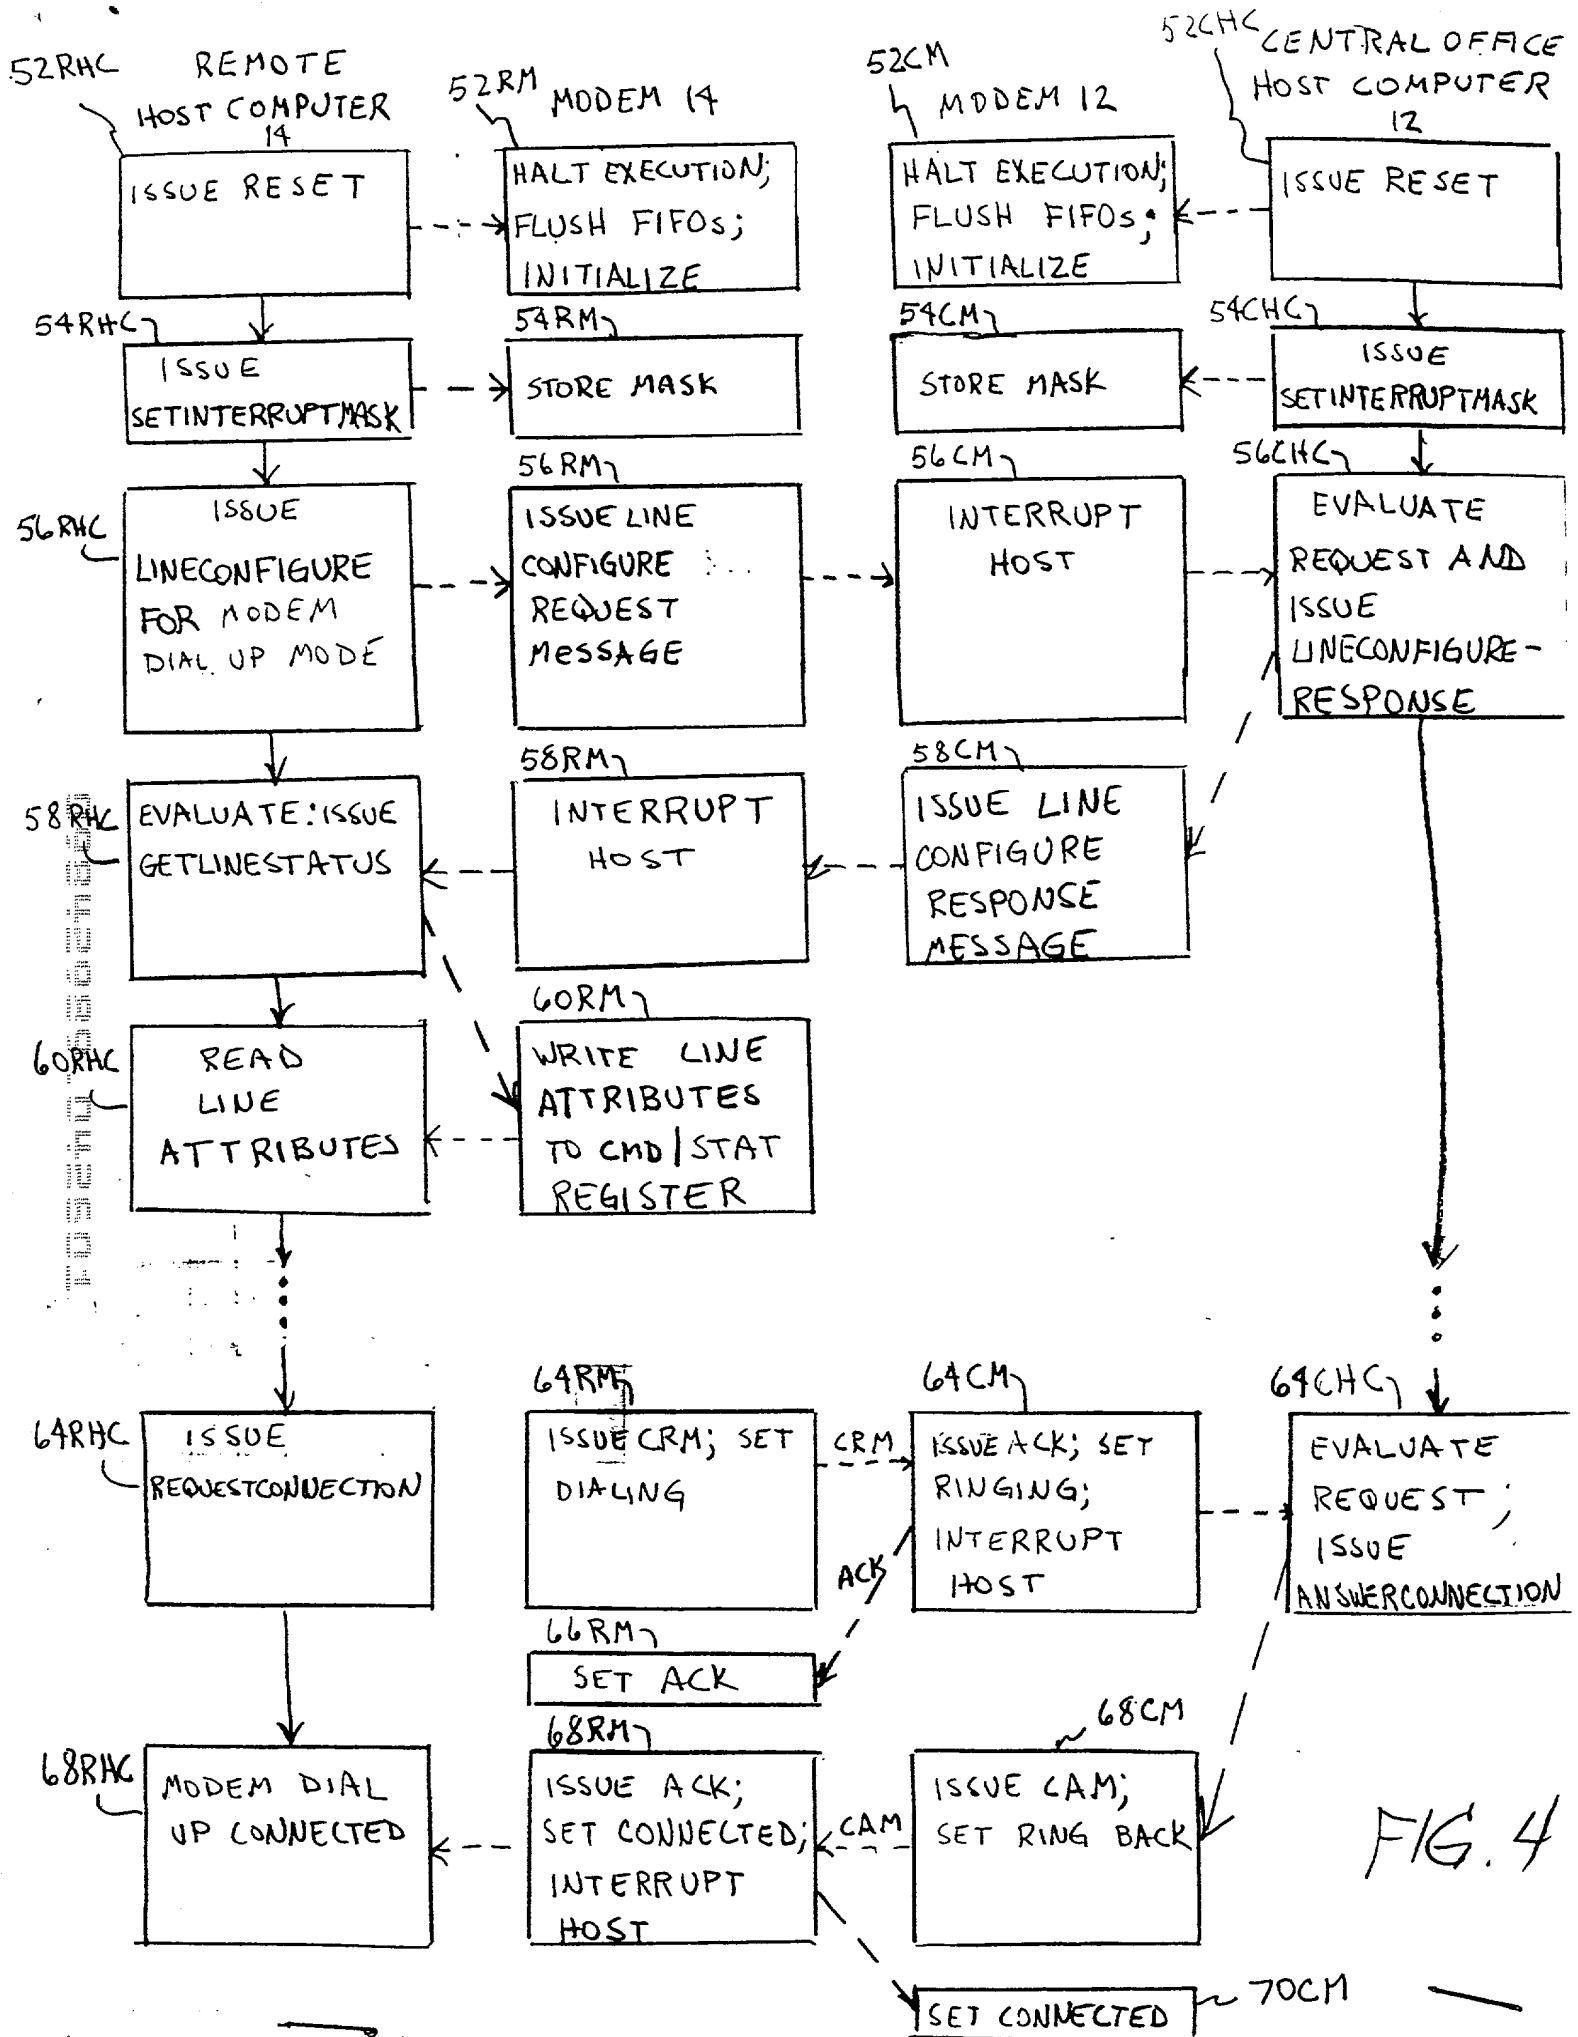 52RHC
REMOTE
HOST COMPUTER
14
52RM
MODEM 14
52CM
MODEM 12
52CHC
CENTRAL OFFICE
HOST COMPUTER
12
ISSUE RESET
HALT EXECUTION;
FLUSH FIFOs;
INITIALIZE
HALT EXECUTION;
FLUSH FIFOs;
INITIALIZE
ISSUE RESET
54RHC
ISSUE
SETINTERRUPTMASK
54RM
STORE MASK
54CM
STORE MASK
54CHC
ISSUE
SETINTERRUPTMASK
56RHC
ISSUE
LINECONFIGURE
FOR MODEM
DIAL UP MODE
56RM
ISSUE LINE
CONFIGURE
REQUEST
MESSAGE
56CM
INTERRUPT
HOST
56CHC
EVALUATE
REQUEST AND
ISSUE
LINECONFIGURE-
RESPONSE
58RHC
EVALUATE: ISSUE
GETLINESTATUS
58RM
INTERRUPT
HOST
58CM
ISSUE LINE
CONFIGURE
RESPONSE
MESSAGE
60RHC
READ
LINE
ATTRIBUTES
60RM
WRITE LINE
ATTRIBUTES
TO CMD/STAT
REGISTER
64RHC
ISSUE
REQUESTCONNECTION
64RM
ISSUE CRM; SET
DIALING
CRM
64CM
ISSUE ACK; SET
RINGING;
INTERRUPT
HOST
64CHC
EVALUATE
REQUEST;
ISSUE
ANSWERCONNECTION
ACK
66RM
SET ACK
68RHC
MODEM DIAL
UP CONNECTED
68RM
ISSUE ACK;
SET CONNECTED;
INTERRUPT
HOST
CAM
68CM
ISSUE CAM;
SET RING BACK
FIG. 4
SET CONNECTED
70CM